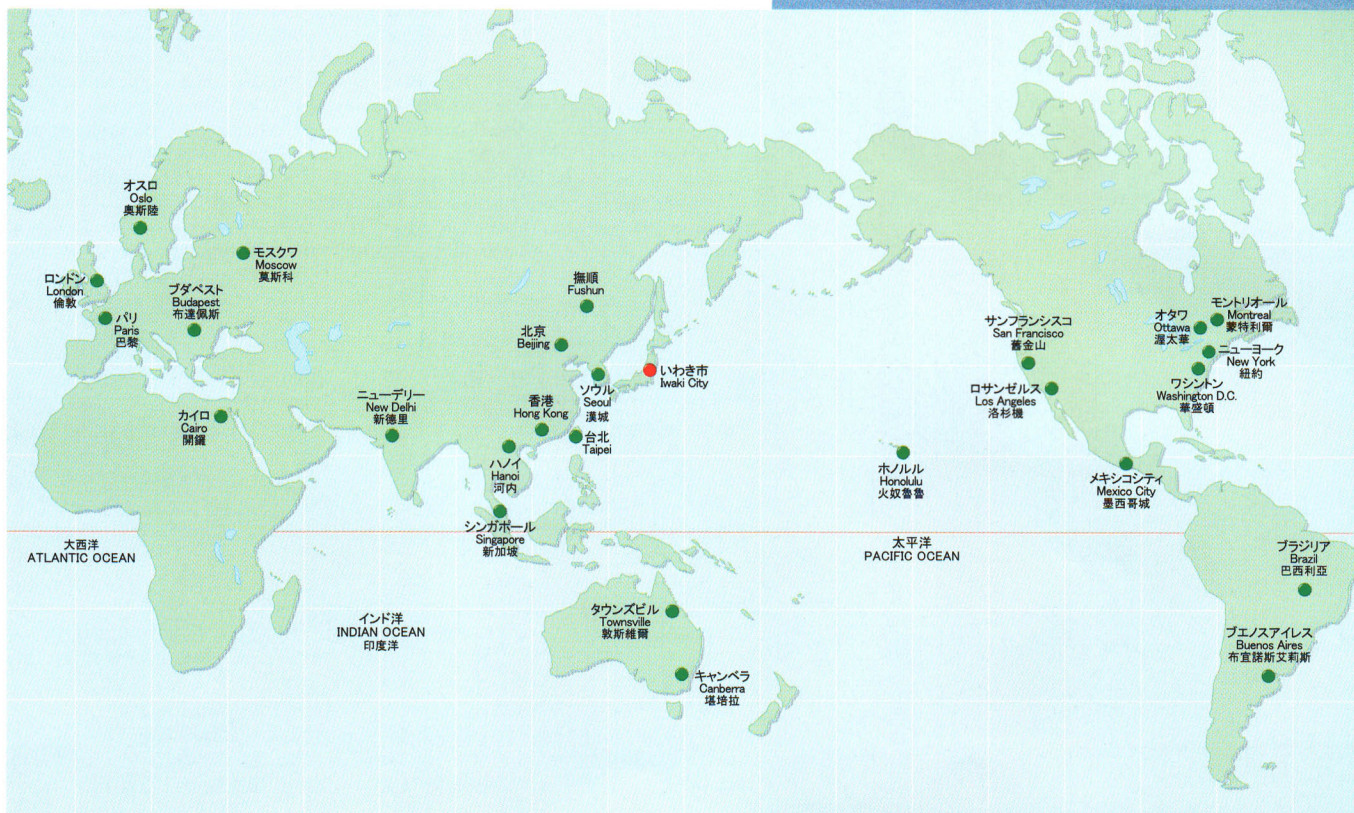 オスロ
Oslo
奥斯陸
モスクワ
Moscow
莫斯科
ロンドン
London
倫敦
ブダペスト
Budapest
布達佩斯
パリ
Paris
巴黎
撫順
Fushun
北京
Beijing
いわき市
Iwaki City
ソウル
Seoul
漢城
カイロ
Cairo
開鑼
ニューデリー
New Delhi
新德里
香港
Hong Kong
台北
Taipei
ハノイ
Hanoi
河内
シンガポール
Singapore
新加坡
サンフランシスコ
San Francisco
舊金山
ロサンゼルス
Los Angeles
洛杉機
オタワ
Ottawa
渥太華
モントリオール
Montreal
蒙特利爾
ニューヨーク
New York
紐約
ワシントン
Washington D.C.
華盛頓
ホノルル
Honolulu
火奴魯魯
メキシコシティ
Mexico City
墨西哥城
大西洋
ATLANTIC OCEAN
太平洋
PACIFIC OCEAN
インド洋
INDIAN OCEAN
印度洋
ブラジリア
Brazil
巴西利亞
タウンズビル
Townsville
敦斯維爾
キャンベラ
Canberra
堪培拉
ブエノスアイレス
Buenos Aires
布宜諾斯艾莉斯